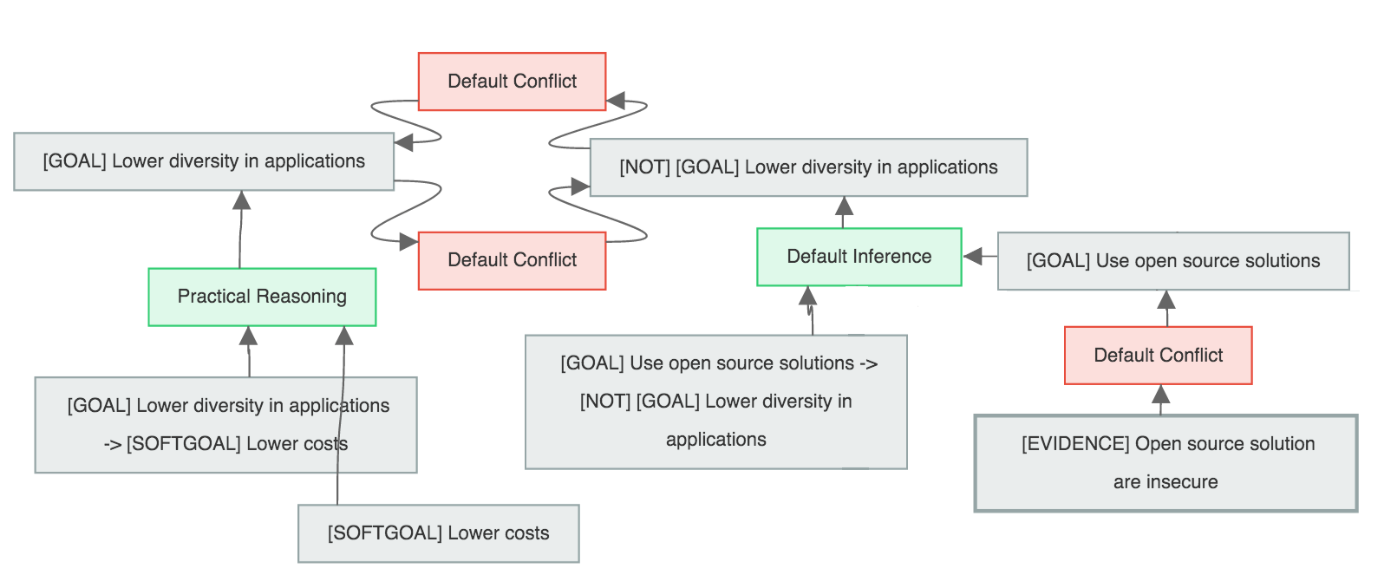 Default Conflict
[GOAL] Lower diversity in applications
[NOT] [GOAL] Lower diversity in applications
Default Conflict
Default Inference
[GOAL] Use open source solutions
Practical Reasoning
Default Conflict
[GOAL] Lower diversity in applications
-> [SOFTGOAL] Lower costs
[GOAL] Use open source solutions ->
[NOT] [GOAL] Lower diversity in
applications
[EVIDENCE] Open source solution
are insecure
[SOFTGOAL] Lower costs